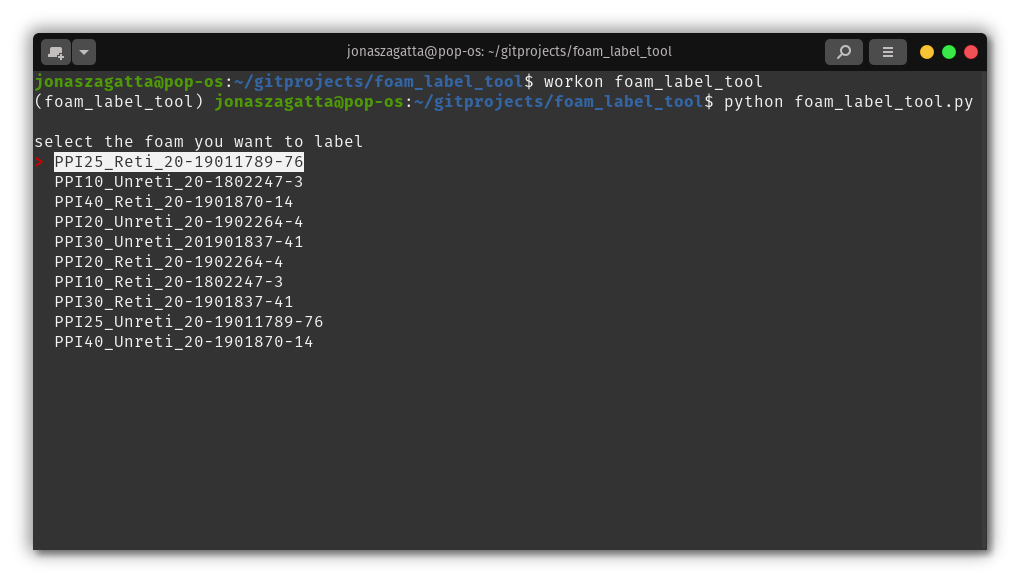 jonaszagatta@pop-os: ~/gitprojects/foam_label_tool
jonaszagatta@pop-os:~/gitprojects/foam_label_tool$ workon foam_label_tool
(foam_label_tool) jonaszagatta@pop-os:~/gitprojects/foam_label_tool$ python foam_label_tool.py
select the foam you want to label
> PPI25_Reti_20-19011789-76
PPI10_Unreti_20-1802247-3
PPI40_Reti_20-1901870-14
PPI20_Unreti_20-1902264-4
PPI30_Unreti_201901837-41
PPI20_Reti_20-1902264-4
PPI10_Reti_20-1802247-3
PPI30_Reti_20-1901837-41
PPI25_Unreti_20-19011789-76
PPI40_Unreti_20-1901870-14